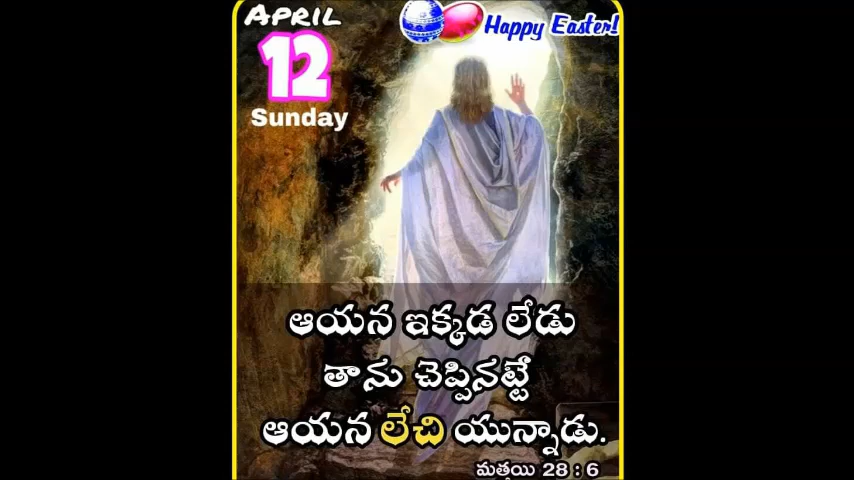 APRIL
12
Sunday
Happy Easter!
ఆయన ఇక్కడ లేడు
తాను చెప్పినట్టే
ఆయన లేచి యున్నాడు.
మత్తయి 28 : 6